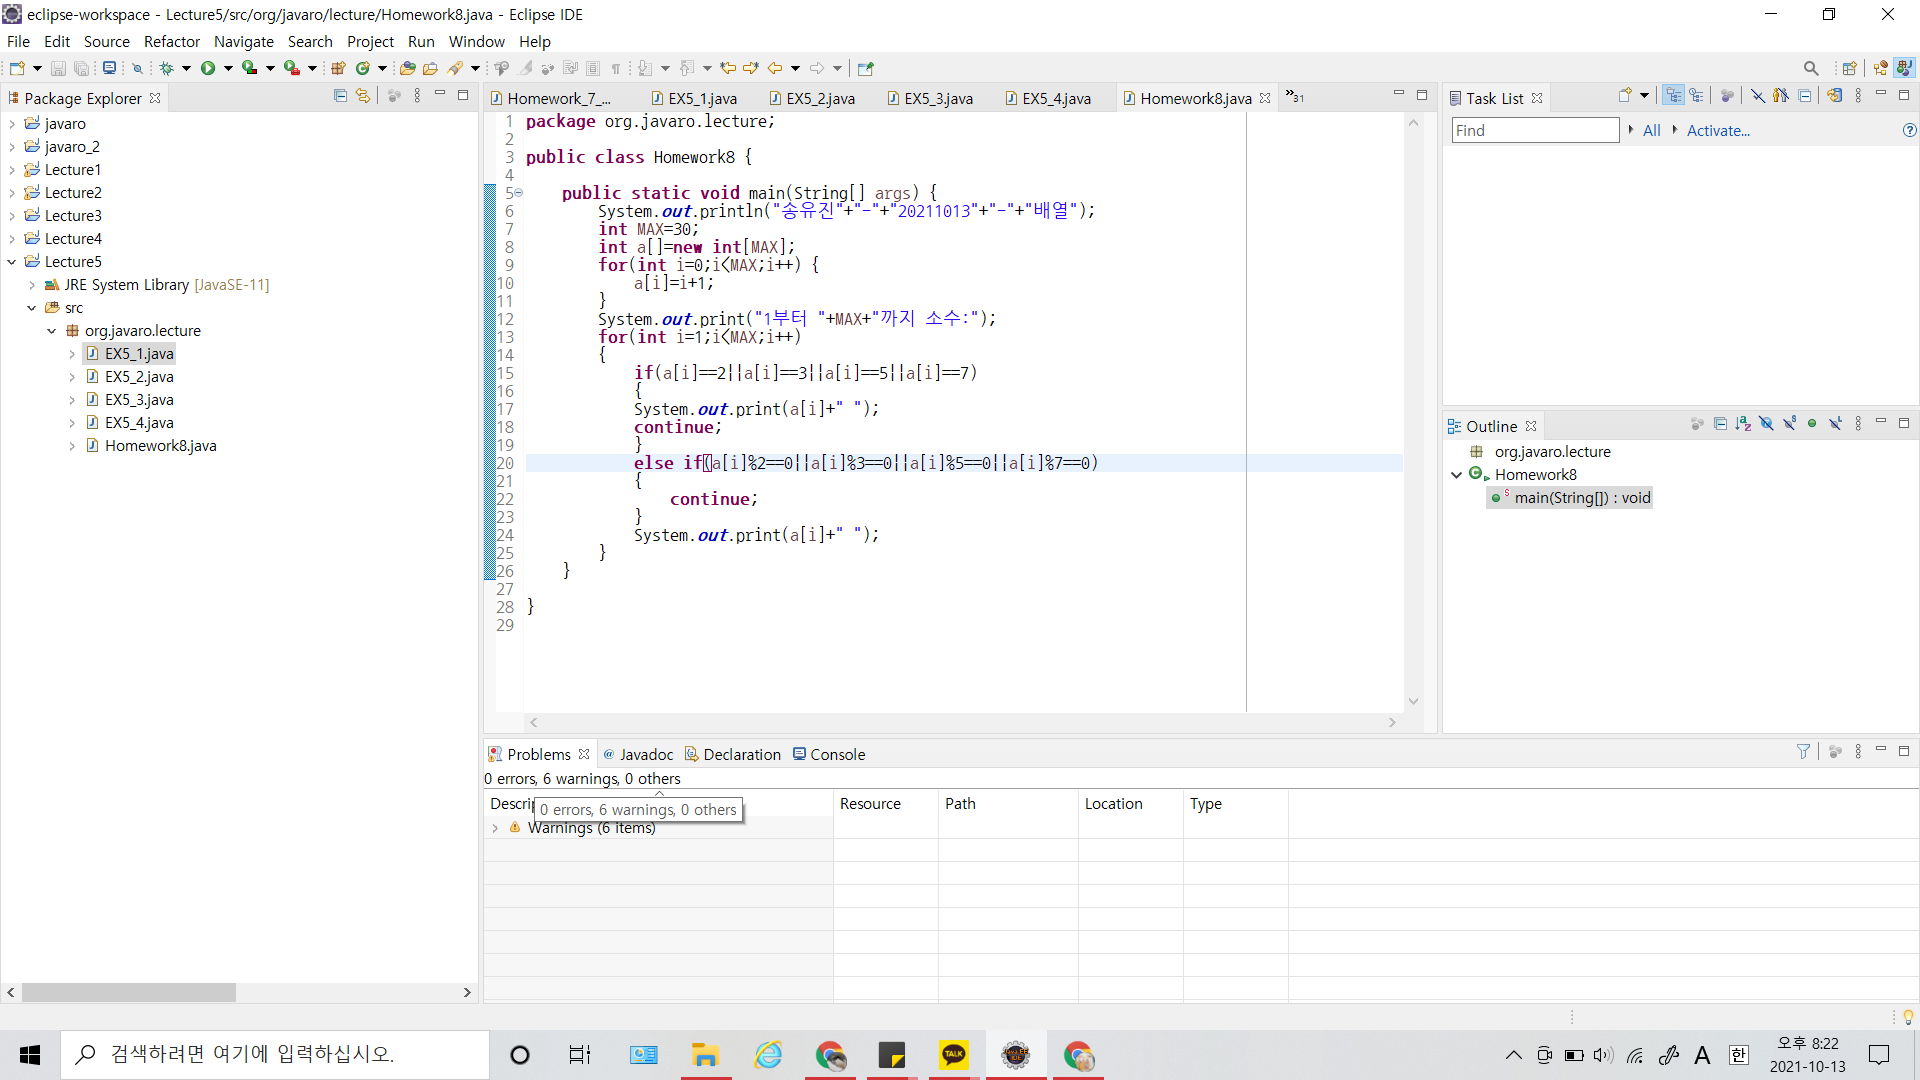 eclipse-workspace - Lecture5/src/org/javaro/lecture/Homework8.java - Eclipse IDE
File Edit Source Refactor Navigate Search Project Run Window Help
Package Explorer
javaro
javaro_2
Lecture1
Lecture2
Lecture3
Lecture4
Lecture5
JRE System Library [JavaSE-11]
src
org.javaro.lecture
EX5_1.java
EX5_2.java
EX5_3.java
EX5_4.java
Homework8.java
Homework_7_... EX5_1.java EX5_2.java EX5_3.java EX5_4.java Homework8.java »31
1 package org.javaro.lecture;
2
3 public class Homework8 {
4
5 public static void main(String[] args) {
6 System.out.println("송유진"+"-"+"20211013"+"-"+"배열");
7 int MAX=30;
8 int a[]=new int[MAX];
9 for(int i=0;i<MAX;i++) {
10 a[i]=i+1;
11 }
12 System.out.print("1부터 "+MAX+"까지 소수:");
13 for(int i=1;i<MAX;i++)
14 {
15 if(a[i]==2||a[i]==3||a[i]==5||a[i]==7)
16 {
17 System.out.print(a[i]+" ");
18 continue;
19 }
20 else if(a[i]%2==0||a[i]%3==0||a[i]%5==0||a[i]%7==0)
21 {
22 continue;
23 }
24 System.out.print(a[i]+" ");
25 }
26 }
27
28 }
29
Task List
Find All Activate...
Outline
org.javaro.lecture
Homework8
main(String[]) : void
Problems Javadoc Declaration Console
0 errors, 6 warnings, 0 others
Descri Resource Path Location Type
0 errors, 6 warnings, 0 others
Warnings (6 items)
검색하려면 여기에 입력하십시오.
TALK
A 한
오후 8:22
2021-10-13